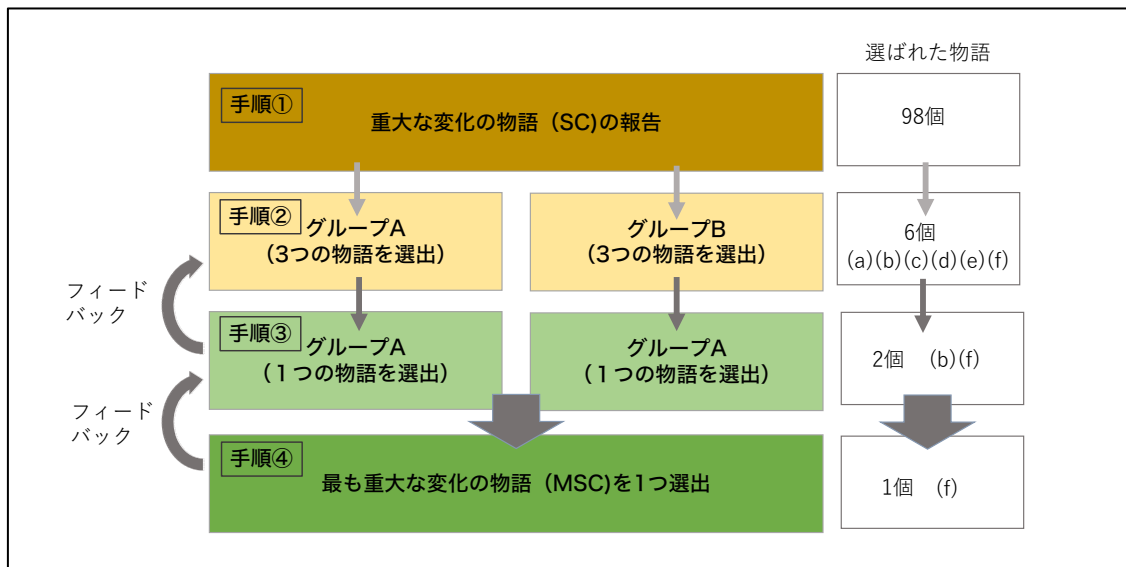 選ばれた物語
手順①
重大な変化の物語（SC)の報告
98個
手順②
グループA
（3つの物語を選出）
グループB
（3つの物語を選出）
6個
(a)(b)(c)(d)(e)(f)
フィード
バック
手順③
グループA
（１つの物語を選出）
グループA
（１つの物語を選出）
2個　(b)(f)
フィード
バック
手順④
最も重大な変化の物語（MSC)を1つ選出
1個　(f)